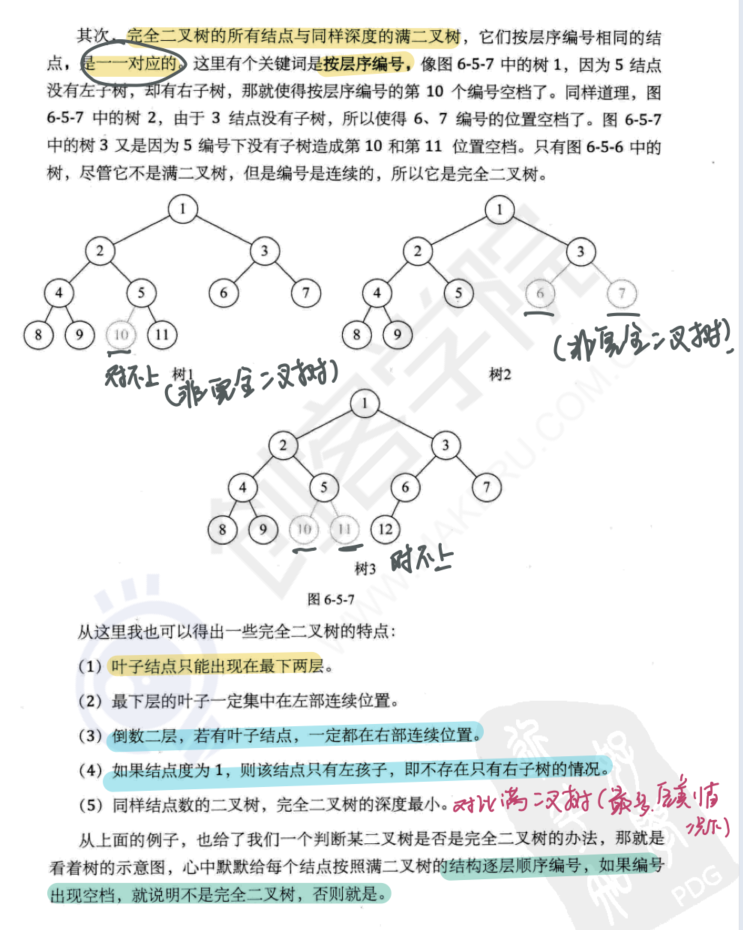 其次，完全二叉树的所有结点与同样深度的满二叉树，它们按层序编号相同的结
点，是一一对应的。这里有个关键词是按层序编号，像图 6-5-7 中的树 1，因为 5 结点
没有左子树，却有右子树，那就使得按层序编号的第 10 个编号空档了。同样道理，图
6-5-7 中的树 2，由于 3 结点没有子树，所以使得 6、7 编号的位置空档了。图 6-5-7
中的树 3 又是因为 5 编号下没有子树造成第 10 和第 11 位置空档。只有图 6-5-6 中的
树，尽管它不是满二叉树，但是编号是连续的，所以它是完全二叉树。
1
2 3
4 5 6 7
8 9 10 11
对不上
树1
(非完全二叉树)
1
2 3
4 5 6 7
8 9
(非完全二叉树)
树2
1
2 3
4 5 6 7
8 9 10 11 12
树3
对不上
图 6-5-7
从这里我也可以得出一些完全二叉树的特点：
（1）叶子结点只能出现在最下两层。
（2）最下层的叶子一定集中在左部连续位置。
（3）倒数二层，若有叶子结点，一定都在右部连续位置。
（4）如果结点度为 1，则该结点只有左孩子，即不存在只有右子树的情况。
（5）同样结点数的二叉树，完全二叉树的深度最小。
对比满二叉树(最完美情
况下)
从上面的例子，也给了我们一个判断某二叉树是否是完全二叉树的办法，那就是
看着树的示意图，心中默默给每个结点按照满二叉树的结构逐层顺序编号，如果编号
出现空档，就说明不是完全二叉树，否则就是。
创客学院
WWW.MAKERU.COM.C
PDG